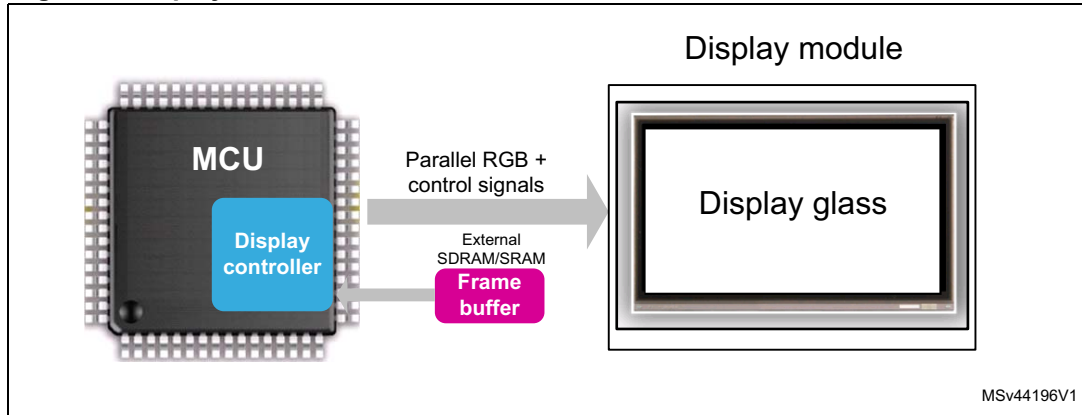 Display module
MCU
Parallel RGB +
control signals
Display glass
Display
controller
External
SDRAM/SRAM
Frame
buffer
MSv44196V1